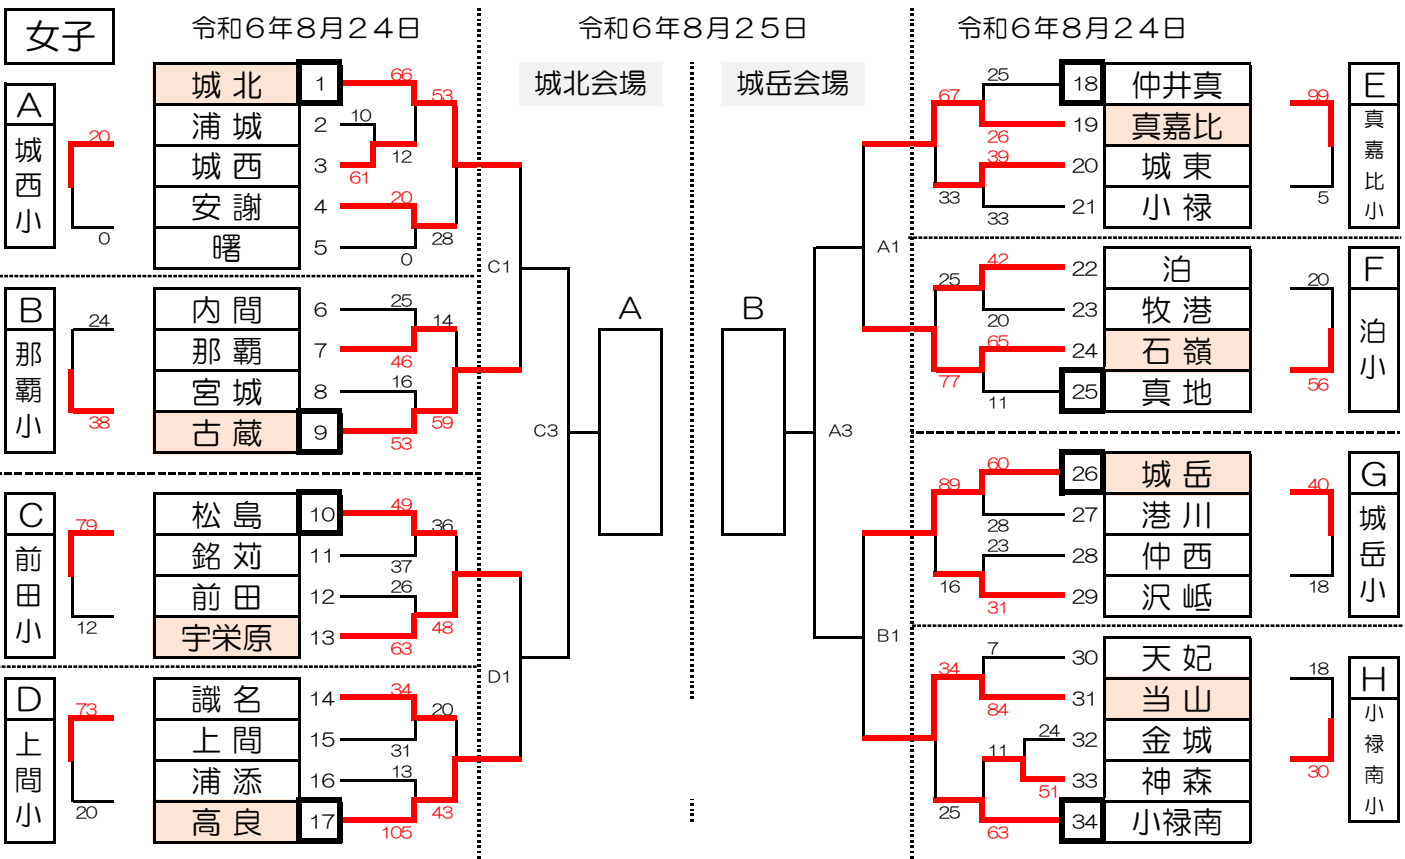 女子
令和６年８月２４日
令和６年８月２５日
令和６年８月２４日
城北会場
城岳会場
A
城西小
20
0
城 北 1
浦 城 2
城 西 3
安 謝 4
曙 5
66
10
61
12
20
0
53
28
B
那覇小
24
38
内 間 6
那 覇 7
宮 城 8
古 蔵 9
25
46
16
53
14
59
C
前田小
79
12
松 島 10
銘 苅 11
前 田 12
宇栄原 13
49
37
26
63
36
48
D
上間小
73
20
識 名 14
上 間 15
浦 添 16
高 良 17
34
31
13
105
20
43
C1
D1
C3
A
B
A1
B1
A3
67
33
25
26
39
33
18 仲井真
19 真嘉比
20 城 東
21 小 禄
E
真嘉比小
99
5
25
77
42
20
65
11
22 泊
23 牧 港
24 石 嶺
25 真 地
F
泊小
20
56
89
16
60
28
23
31
26 城 岳
27 港 川
28 仲 西
29 沢 岻
G
城岳小
40
18
34
25
7
84
11
24
51
63
30 天 妃
31 当 山
32 金 城
33 神 森
34 小禄南
H
小禄南小
18
30